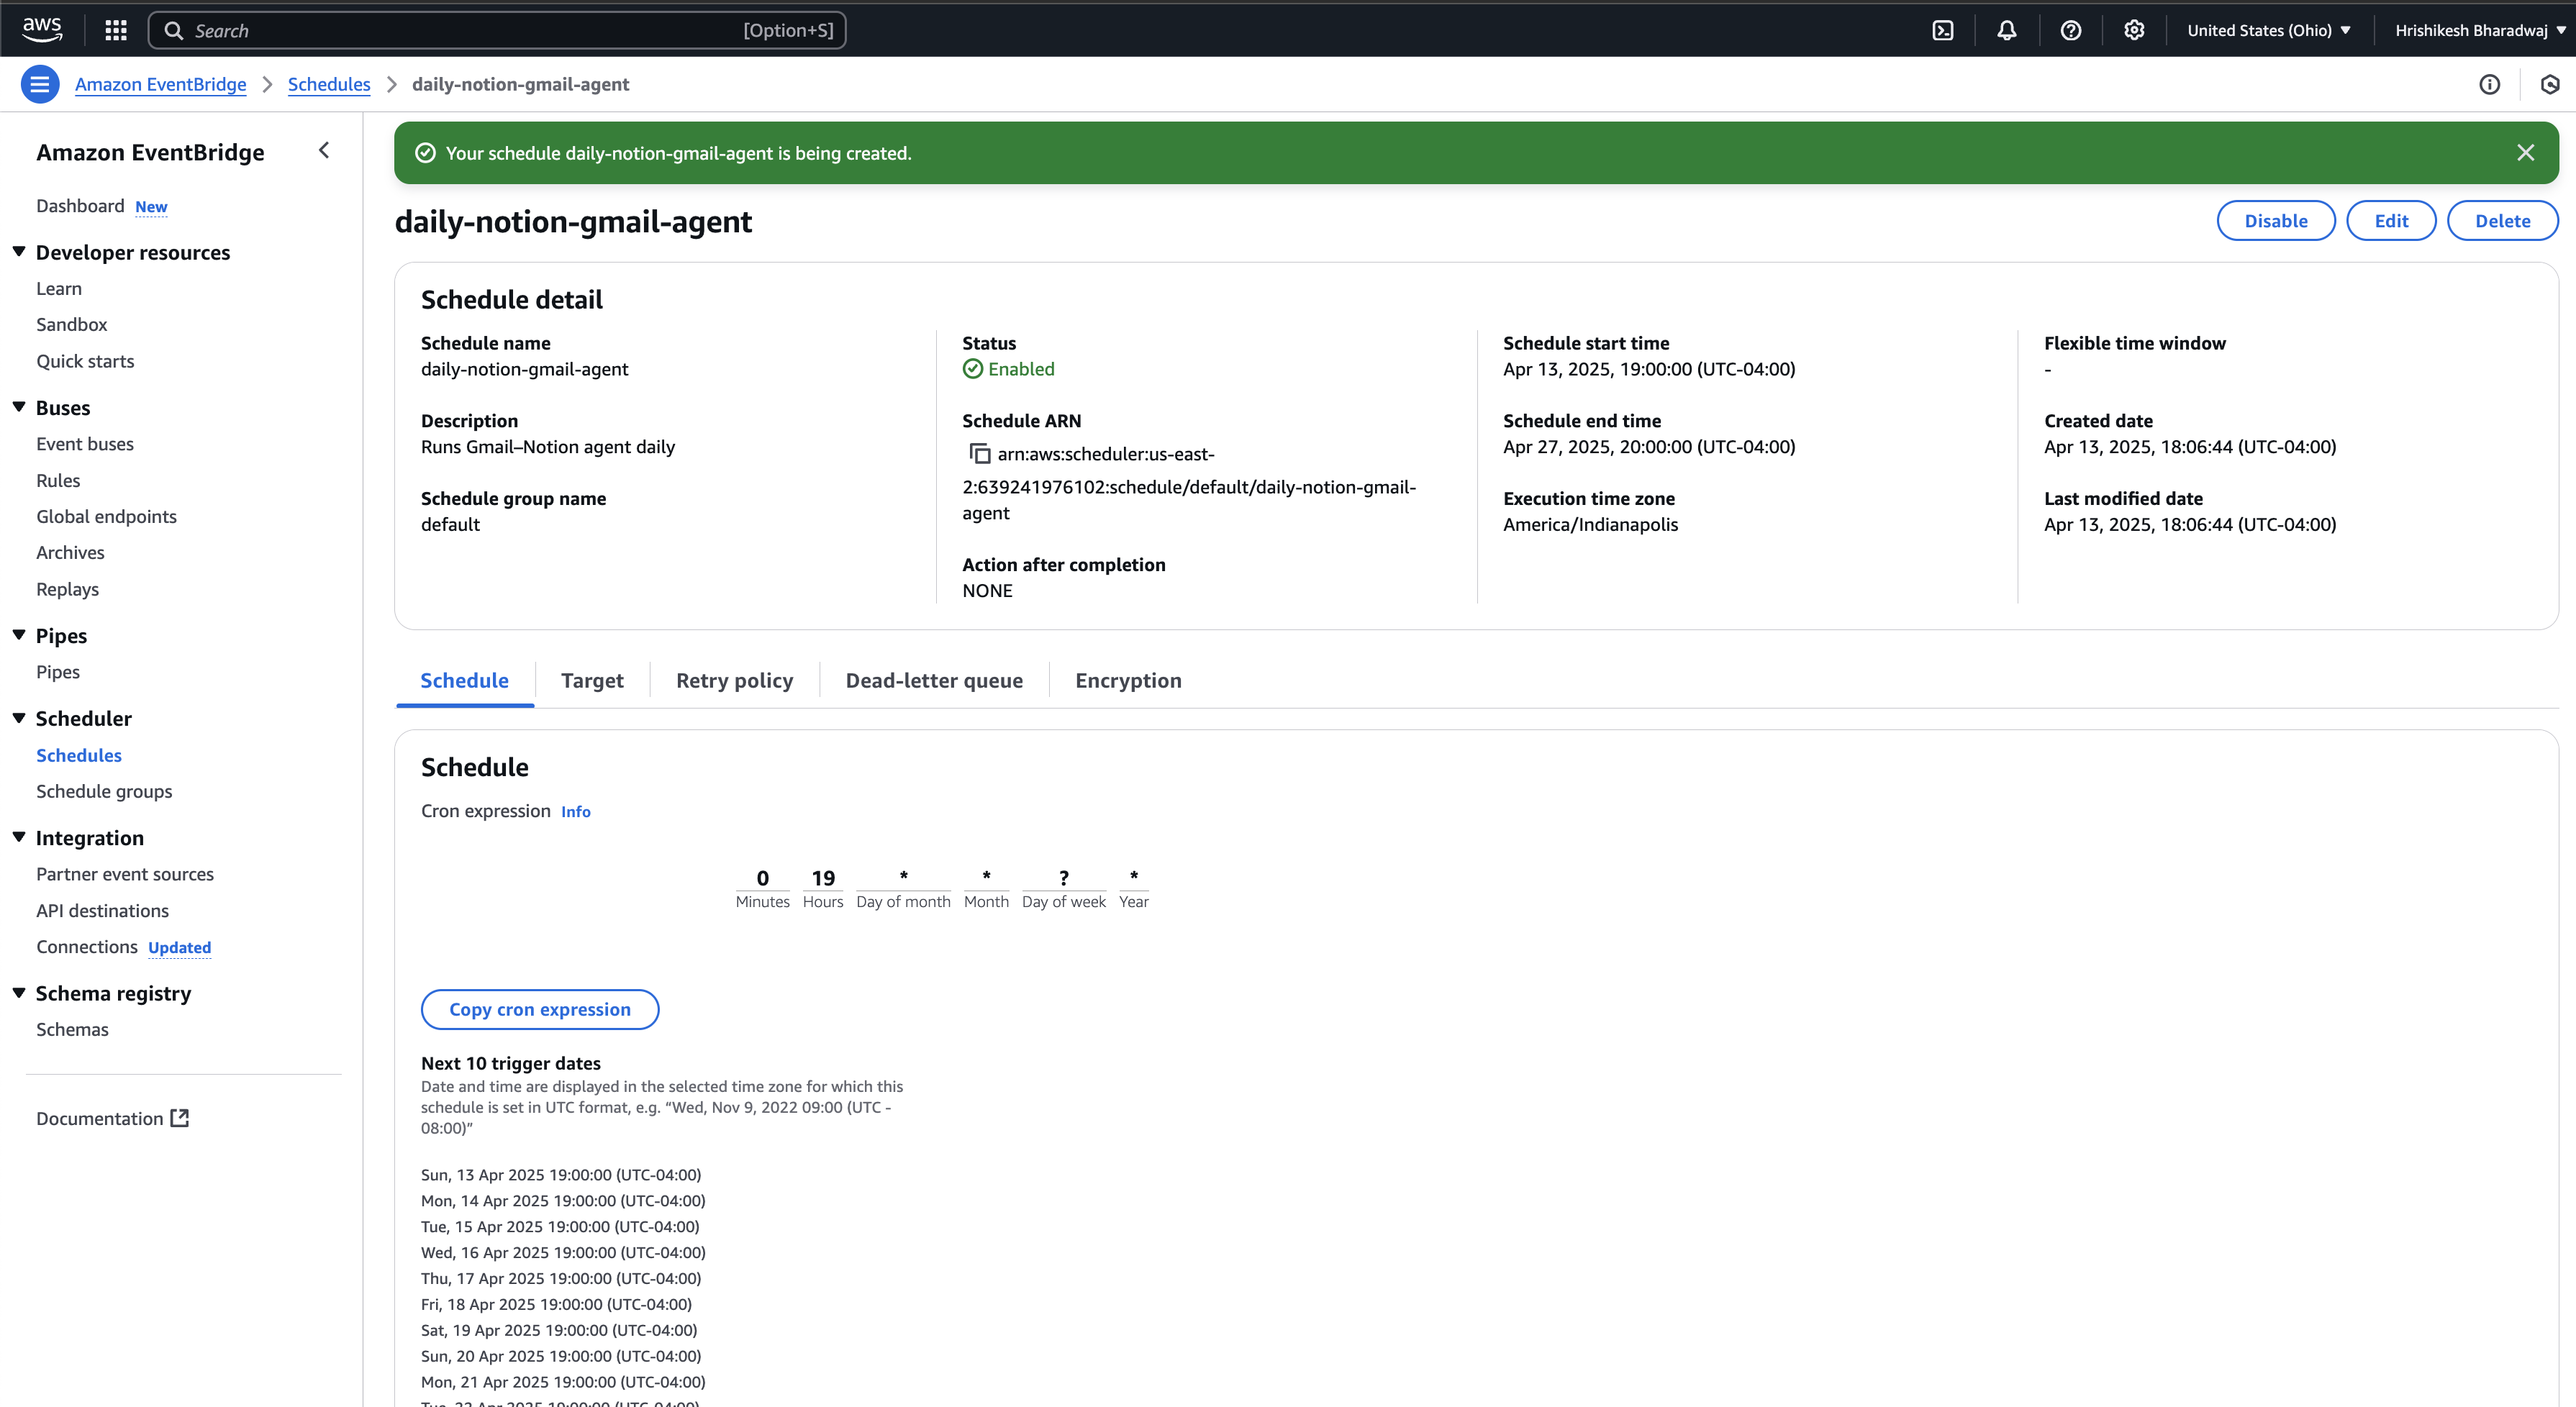 aws
Search [Option+S]
United States (Ohio)
Hrishikesh Bharadwaj
Amazon EventBridge
Schedules
daily-notion-gmail-agent
Amazon EventBridge
Dashboard New
Developer resources
Learn
Sandbox
Quick starts
Buses
Event buses
Rules
Global endpoints
Archives
Replays
Pipes
Pipes
Scheduler
Schedules
Schedule groups
Integration
Partner event sources
API destinations
Connections Updated
Schema registry
Schemas
Documentation
Your schedule daily-notion-gmail-agent is being created.
daily-notion-gmail-agent
Disable
Edit
Delete
Schedule detail
Schedule name
daily-notion-gmail-agent
Description
Runs Gmail–Notion agent daily
Schedule group name
default
Status
Enabled
Schedule ARN
arn:aws:scheduler:us-east-
2:639241976102:schedule/default/daily-notion-gmail-
agent
Action after completion
NONE
Schedule start time
Apr 13, 2025, 19:00:00 (UTC-04:00)
Schedule end time
Apr 27, 2025, 20:00:00 (UTC-04:00)
Execution time zone
America/Indianapolis
Flexible time window
-
Created date
Apr 13, 2025, 18:06:44 (UTC-04:00)
Last modified date
Apr 13, 2025, 18:06:44 (UTC-04:00)
Schedule
Target
Retry policy
Dead-letter queue
Encryption
Schedule
Cron expression Info
0 19 * * ? *
Minutes Hours Day of month Month Day of week Year
Copy cron expression
Next 10 trigger dates
Date and time are displayed in the selected time zone for which this
schedule is set in UTC format, e.g. “Wed, Nov 9, 2022 09:00 (UTC -
08:00)”
Sun, 13 Apr 2025 19:00:00 (UTC-04:00)
Mon, 14 Apr 2025 19:00:00 (UTC-04:00)
Tue, 15 Apr 2025 19:00:00 (UTC-04:00)
Wed, 16 Apr 2025 19:00:00 (UTC-04:00)
Thu, 17 Apr 2025 19:00:00 (UTC-04:00)
Fri, 18 Apr 2025 19:00:00 (UTC-04:00)
Sat, 19 Apr 2025 19:00:00 (UTC-04:00)
Sun, 20 Apr 2025 19:00:00 (UTC-04:00)
Mon, 21 Apr 2025 19:00:00 (UTC-04:00)
Tue, 22 Apr 2025 19:00:00 (UTC-04:00)